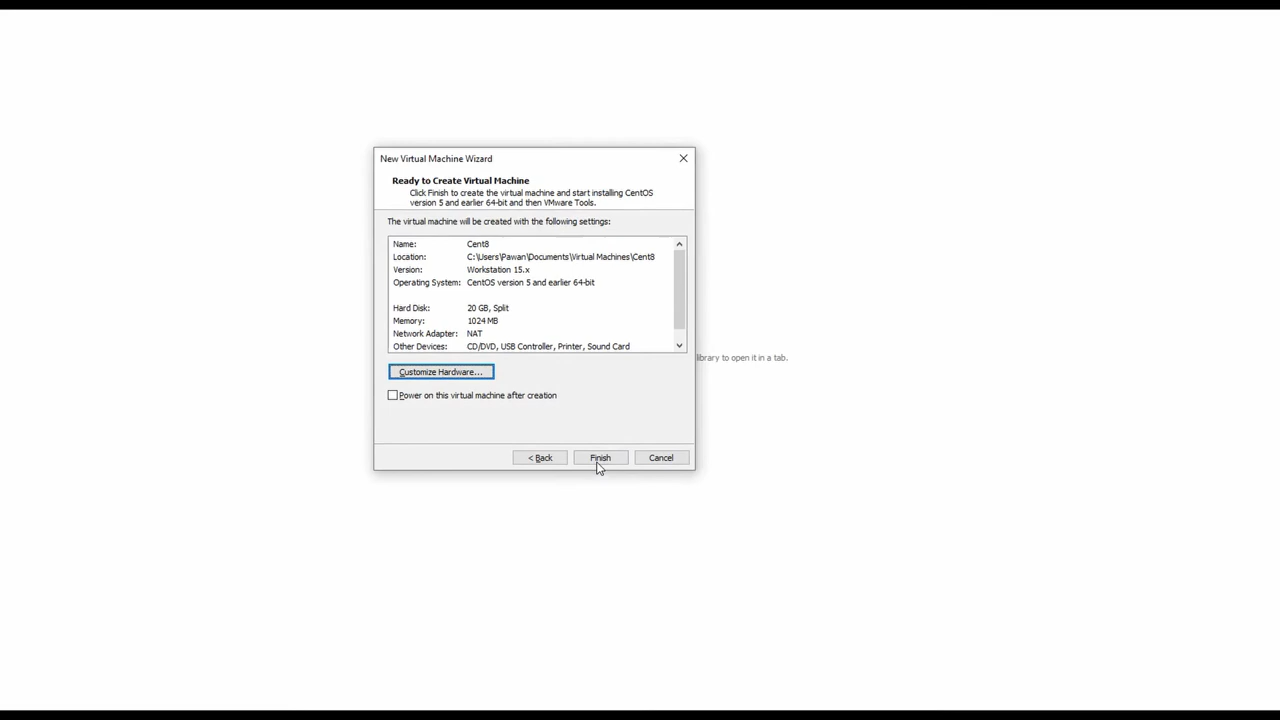 New Virtual Machine Wizard
Ready to Create Virtual Machine
Click Finish to create the virtual machine and start installing CentOS
version 5 and earlier 64-bit and then VMware Tools.
The virtual machine will be created with the following settings:
Name: Cent8
Location: C:\Users\Pawan\Documents\Virtual Machines\Cent8
Version: Workstation 15.x
Operating System: CentOS version 5 and earlier 64-bit
Hard Disk: 20 GB, Split
Memory: 1024 MB
Network Adapter: NAT
Other Devices: CD/DVD, USB Controller, Printer, Sound Card
library to open it in a tab.
Customize Hardware...
Power on this virtual machine after creation
< Back Finish Cancel